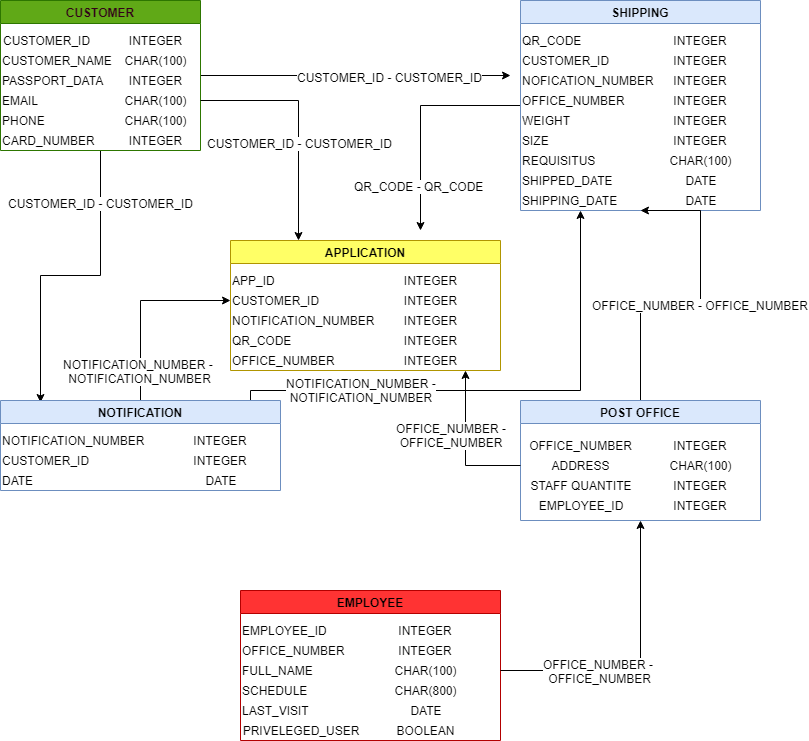 CUSTOMER
CUSTOMER_ID INTEGER
CUSTOMER_NAME CHAR(100)
PASSPORT_DATA INTEGER
EMAIL CHAR(100)
PHONE CHAR(100)
CARD_NUMBER INTEGER
SHIPPING
QR_CODE INTEGER
CUSTOMER_ID INTEGER
NOFICATION_NUMBER INTEGER
OFFICE_NUMBER INTEGER
WEIGHT INTEGER
SIZE INTEGER
REQUISITUS CHAR(100)
SHIPPED_DATE DATE
SHIPPING_DATE DATE
CUSTOMER_ID - CUSTOMER_ID
CUSTOMER_ID - CUSTOMER_ID
QR_CODE - QR_CODE
CUSTOMER_ID - CUSTOMER_ID
APPLICATION
APP_ID INTEGER
CUSTOMER_ID INTEGER
NOTIFICATION_NUMBER INTEGER
QR_CODE INTEGER
OFFICE_NUMBER INTEGER
OFFICE_NUMBER - OFFICE_NUMBER
NOTIFICATION_NUMBER -
NOTIFICATION_NUMBER
NOTIFICATION_NUMBER -
NOTIFICATION_NUMBER
OFFICE_NUMBER -
OFFICE_NUMBER
NOTIFICATION
NOTIFICATION_NUMBER INTEGER
CUSTOMER_ID INTEGER
DATE DATE
POST OFFICE
OFFICE_NUMBER INTEGER
ADDRESS CHAR(100)
STAFF QUANTITE INTEGER
EMPLOYEE_ID INTEGER
EMPLOYEE
EMPLOYEE_ID INTEGER
OFFICE_NUMBER INTEGER
FULL_NAME CHAR(100)
SCHEDULE CHAR(800)
LAST_VISIT DATE
PRIVELEGED_USER BOOLEAN
OFFICE_NUMBER -
OFFICE_NUMBER